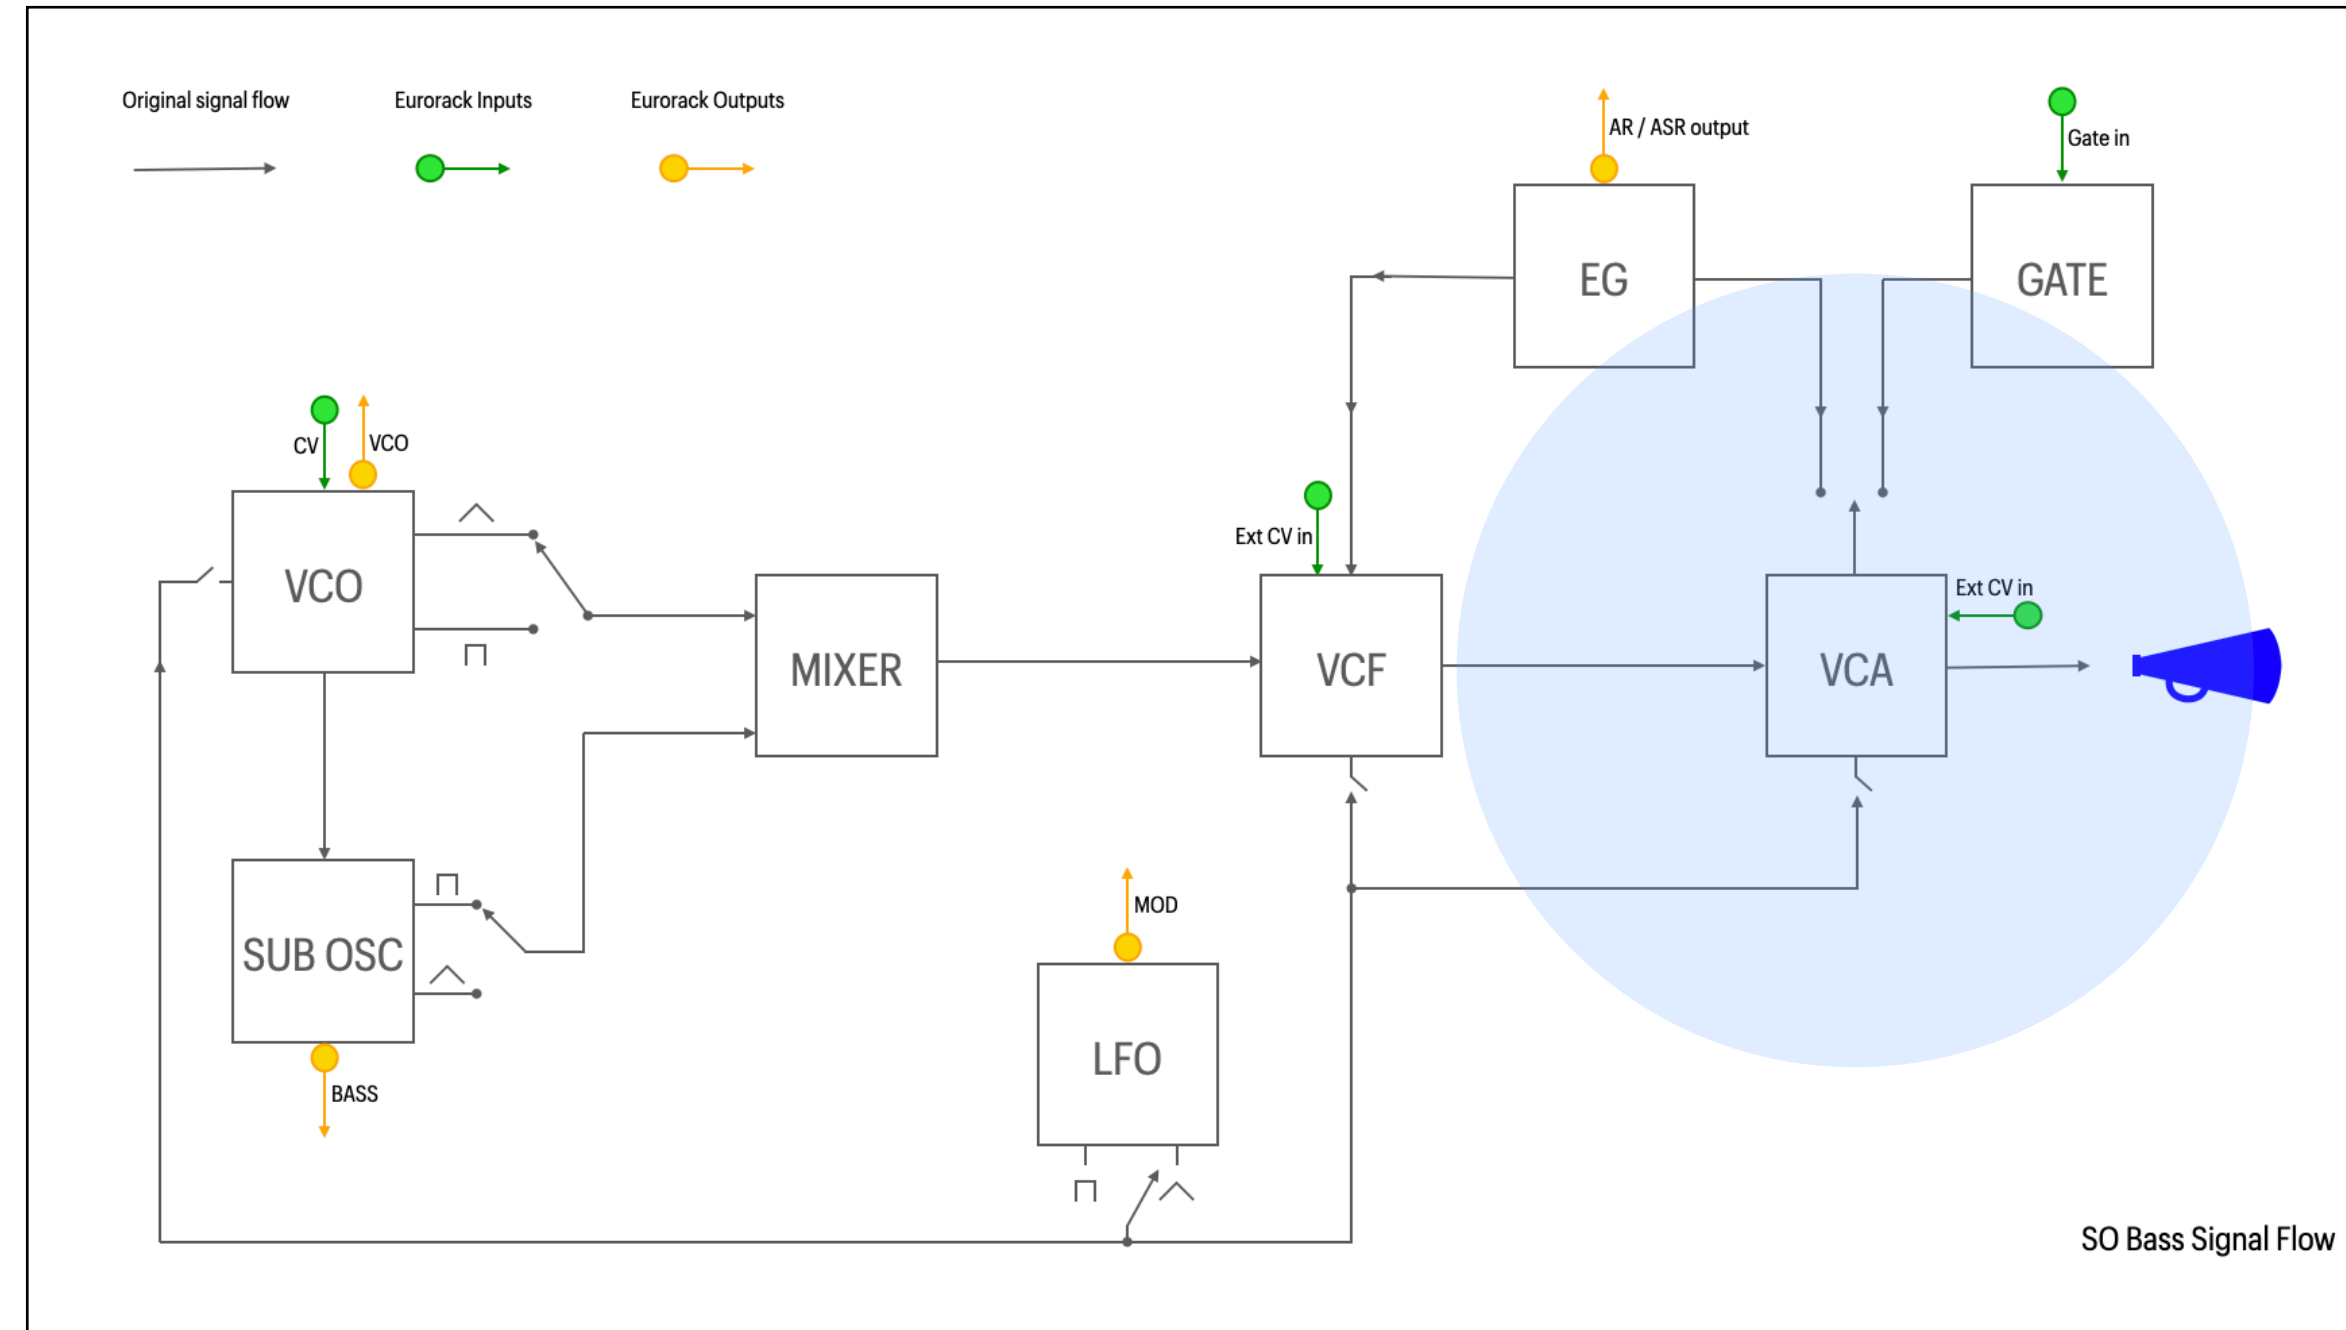 Original signal flow
Eurorack Inputs
Eurorack Outputs
AR / ASR output
Gate in
EG
GATE
CV
VCO
Ext CV in
VCO
Ext CV in
MIXER
VCF
VCA
MOD
SUB OSC
LFO
BASS
SO Bass Signal Flow